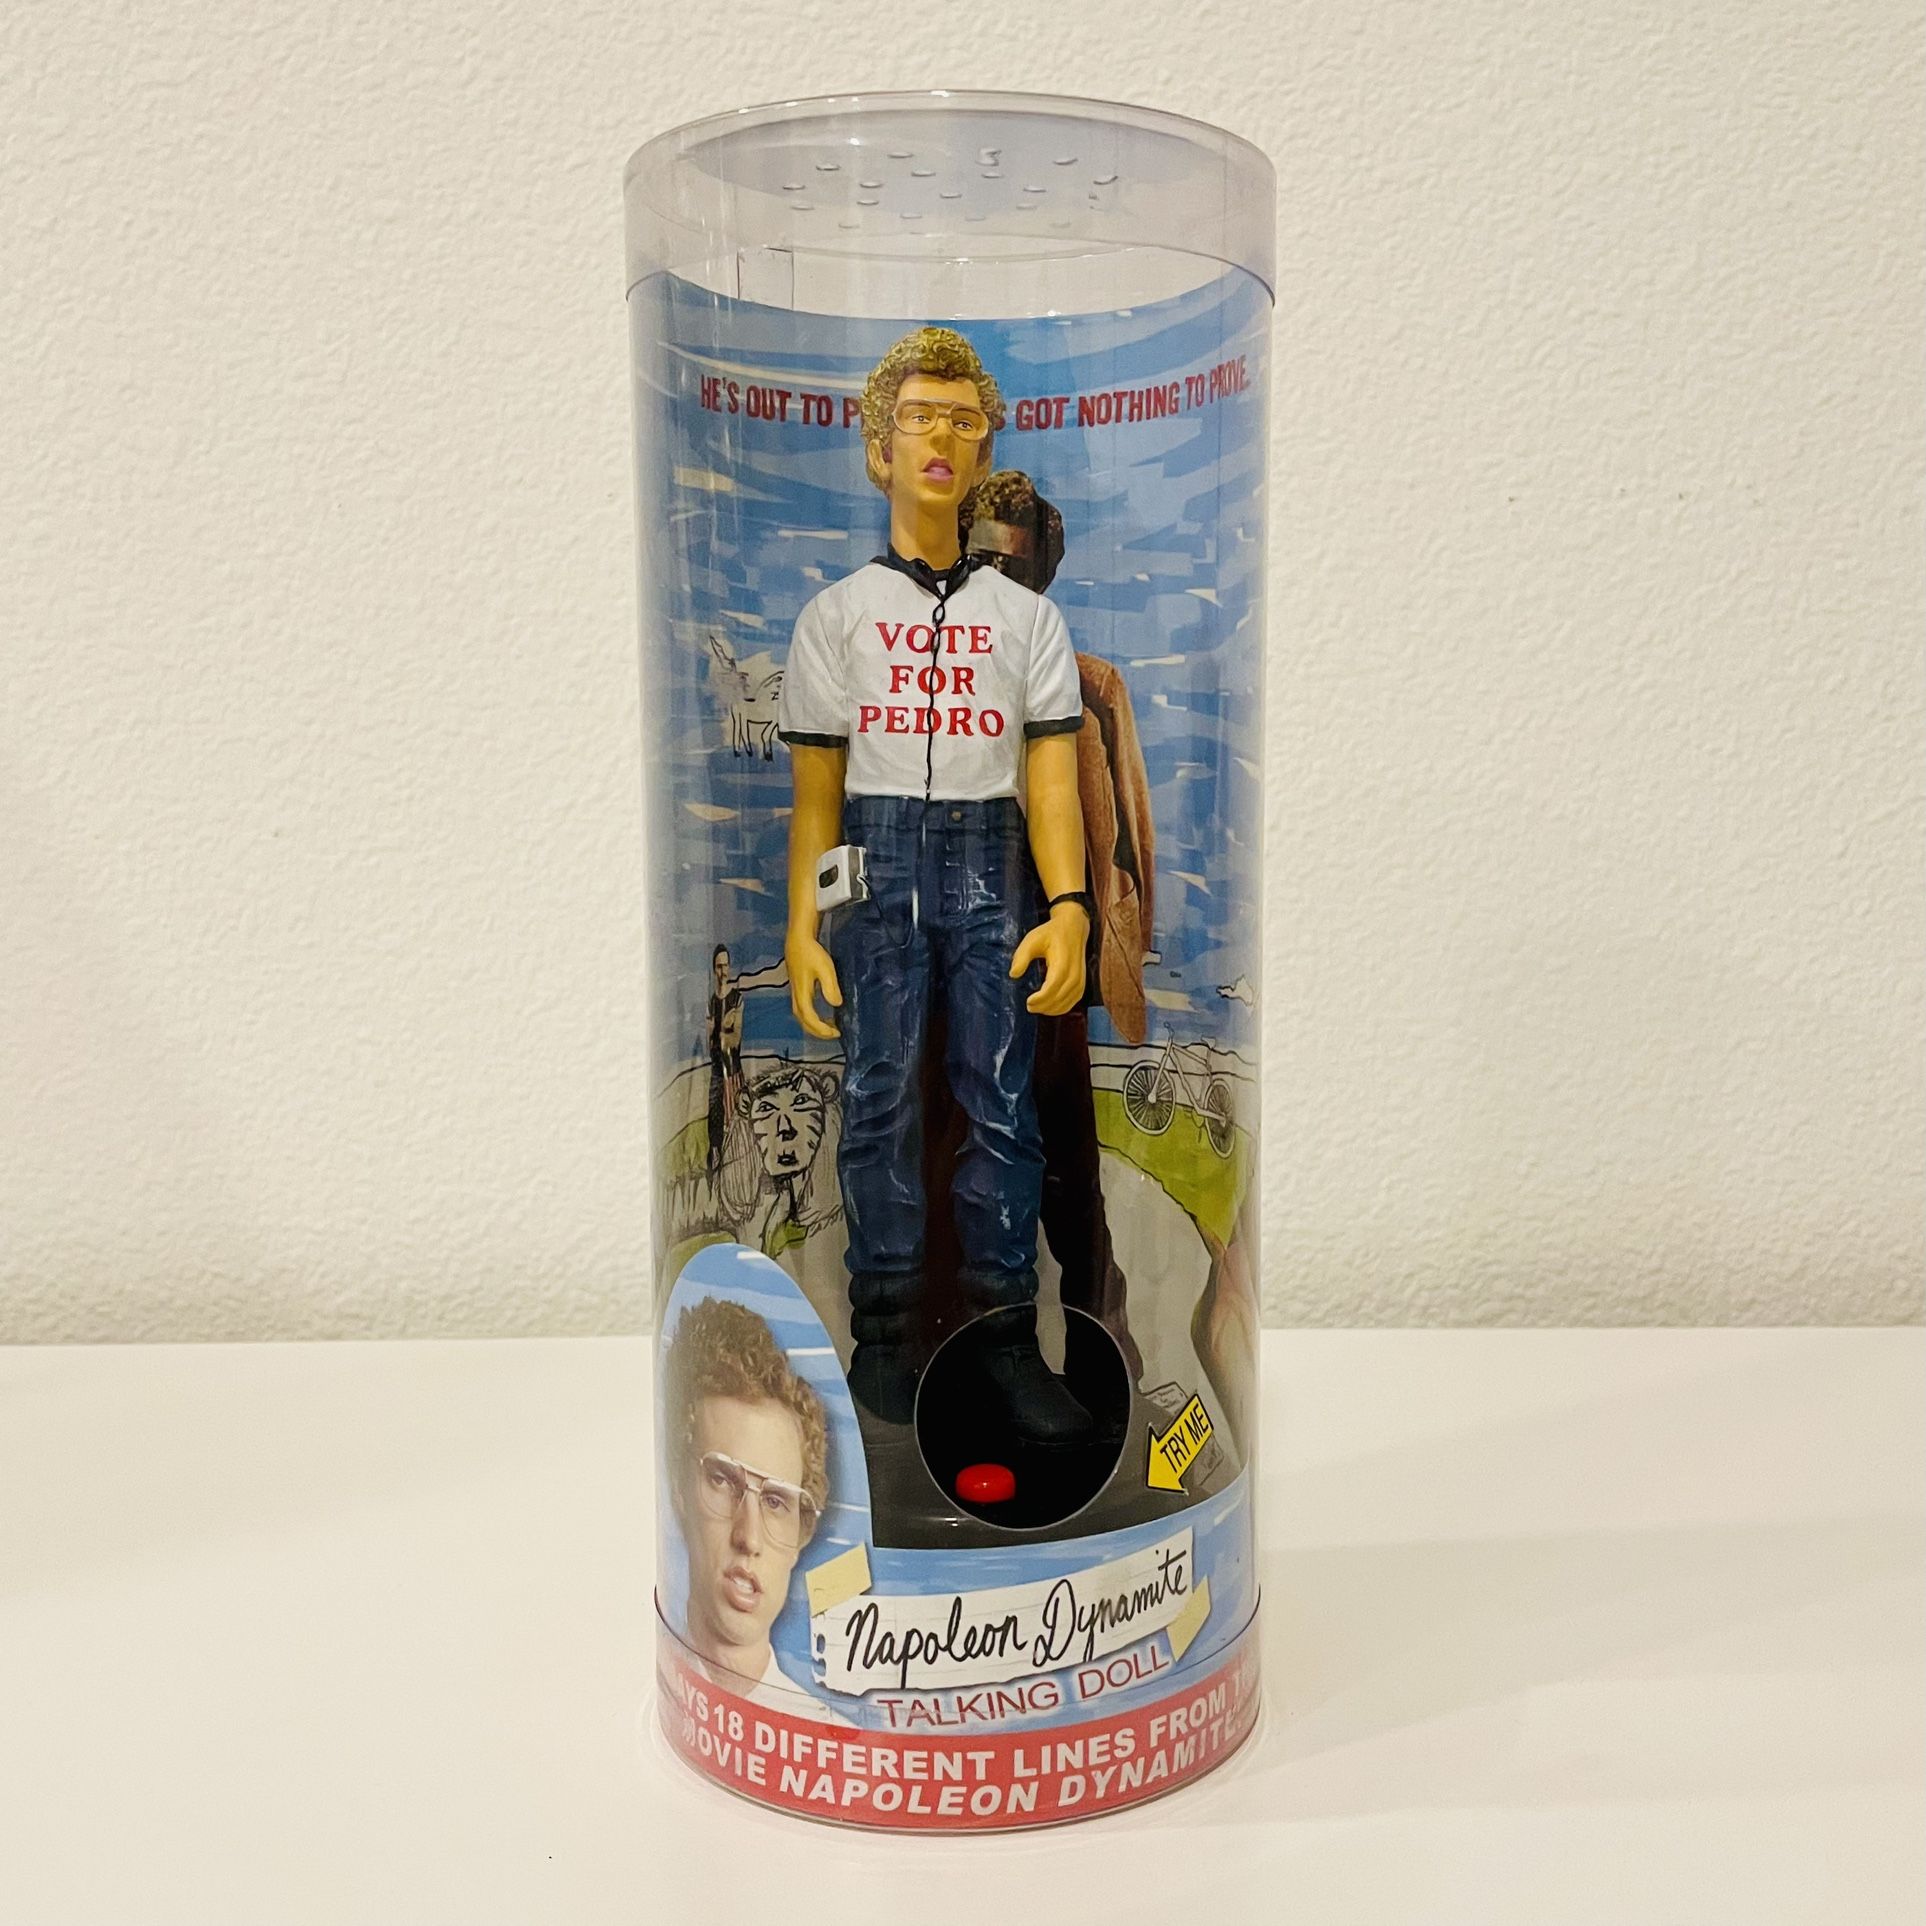 HE'S OUT TO P GOT NOTHING TO PROVE.
VOTE
FOR
PEDRO
TRY ME
Napoleon Dynamite
TALKING DOLL
18 DIFFERENT LINES FROM
MOVIE NAPOLEON DYNAMITE